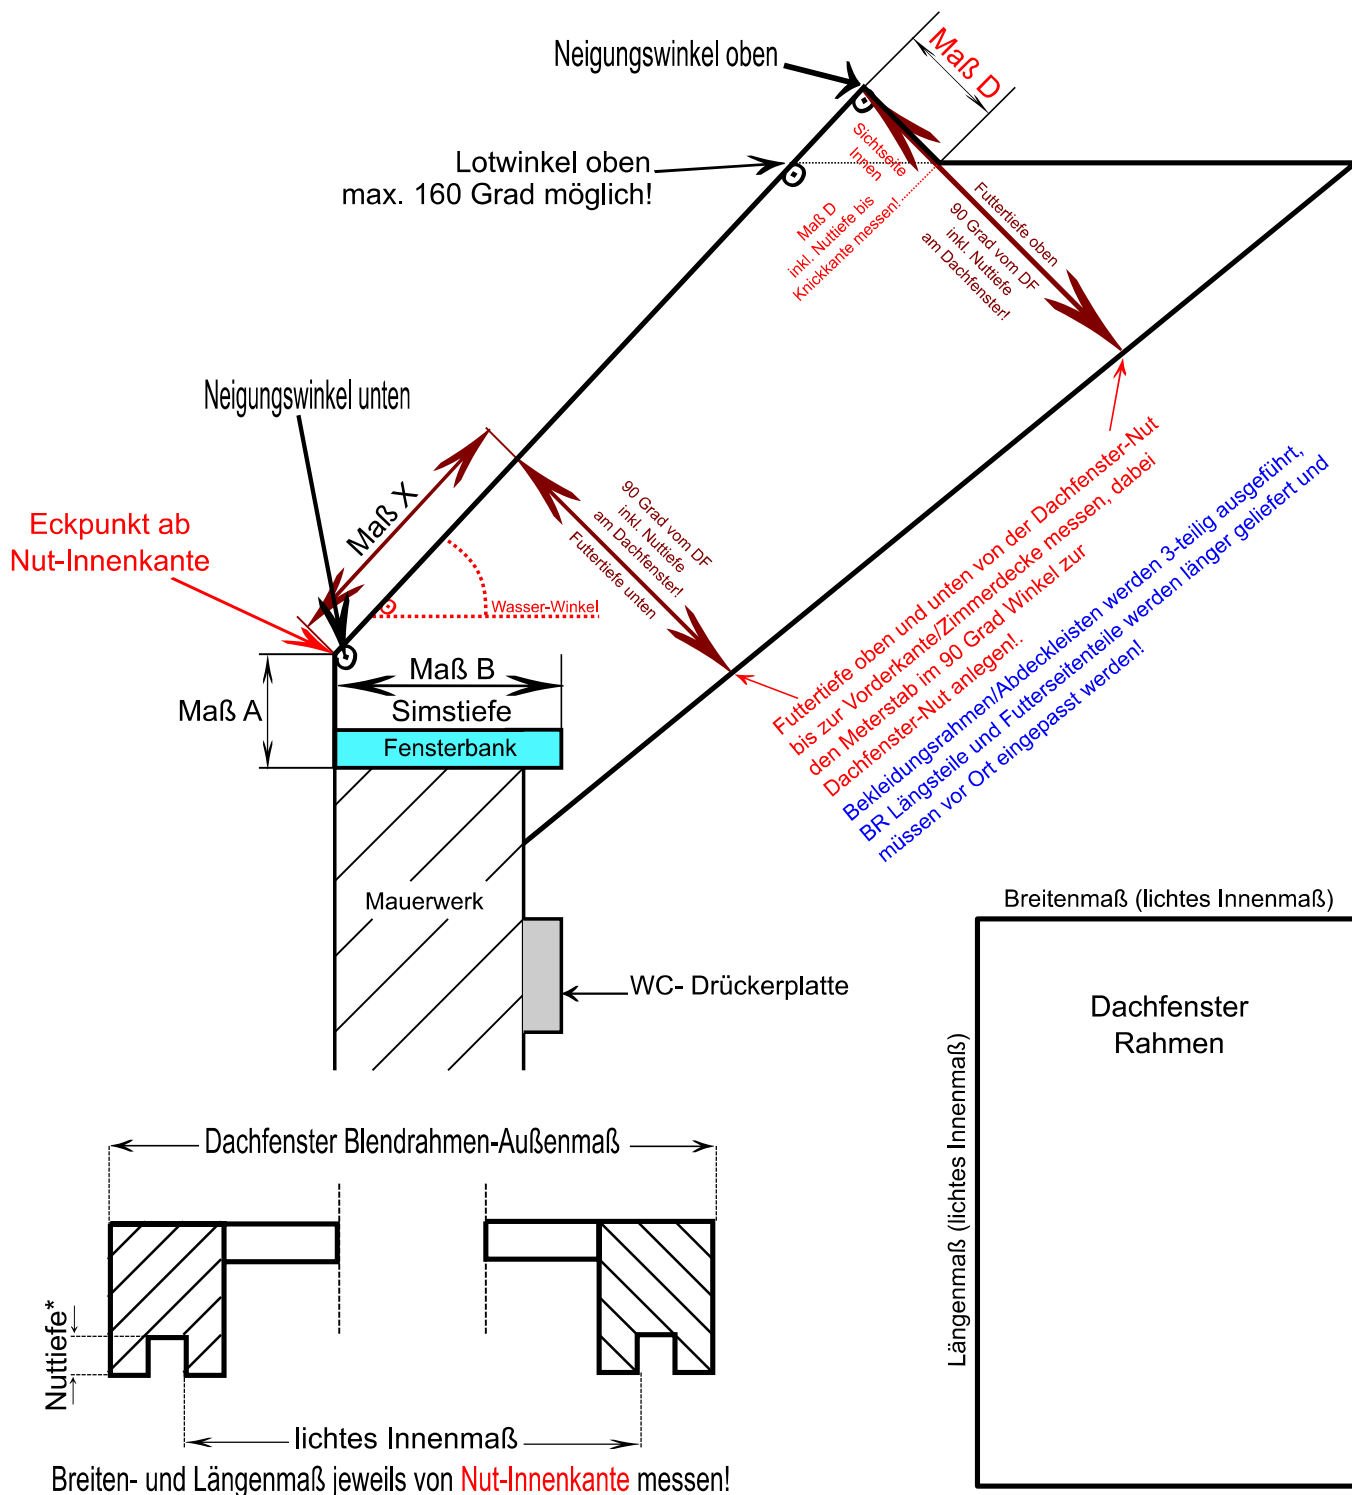 Neigungswinkel oben
Maß D
Lotwinkel oben
max. 160 Grad möglich!
Sichtseite
Innen
Maß D
inkl. Nuttiefe bis
Knickkante messen!
Futtertiefe oben
90 Grad vom DF
inkl. Nuttiefe
am Dachfenster!
Neigungswinkel unten
Maß X
Eckpunkt ab
Nut-Innenkante
90 Grad vom DF
inkl. Nuttiefe
am Dachfenster!
Futtertiefe unten
Wasser-Winkel
Maß A
Maß B
Simstiefe
Fensterbank
Futtertiefe oben und unten von der Dachfenster-Nut
bis zur Vorderkante/Zimmerdecke messen, dabei
den Meterstab im 90 Grad Winkel zur
Dachfenster-Nut anlegen!.
Bekleidungsrahmen/Abdeckleisten werden 3-teilig ausgeführt,
BR Längsteile und Futterseitenteile werden länger geliefert und
müssen vor Ort eingepasst werden!
Mauerwerk
WC- Drückerplatte
Breitenmaß (lichtes Innenmaß)
Dachfenster
Rahmen
Längenmaß (lichtes Innenmaß)
Dachfenster Blendrahmen-Außenmaß
Nuttiefe*
lichtes Innenmaß
Breiten- und Längenmaß jeweils von Nut-Innenkante messen!